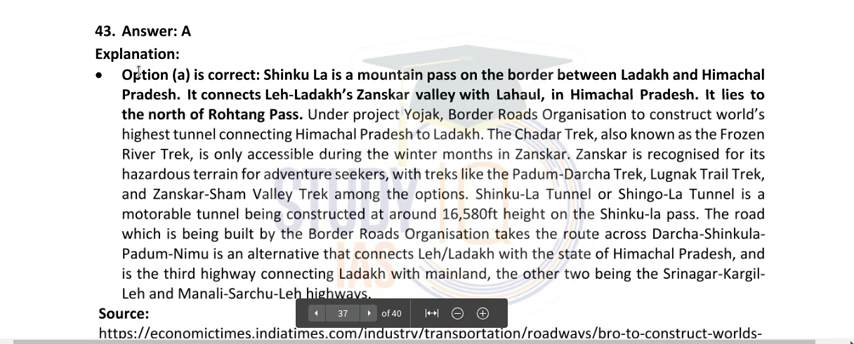 43. Answer: A
Explanation:
• Option (a) is correct: Shinku La is a mountain pass on the border between Ladakh and Himachal
Pradesh. It connects Leh-Ladakh's Zanskar valley with Lahaul, in Himachal Pradesh. It lies to
the north of Rohtang Pass. Under project Yojak, Border Roads Organisation to construct world's
highest tunnel connecting Himachal Pradesh to Ladakh. The Chadar Trek, also known as the Frozen
River Trek, is only accessible during the winter months in Zanskar. Zanskar is recognised for its
hazardous terrain for adventure seekers, with treks like the Padum-Darcha Trek, Lugnak Trail Trek,
and Zanskar-Sham Valley Trek among the options. Shinku-La Tunnel or Shingo-La Tunnel is a
motorable tunnel being constructed at around 16,580ft height on the Shinku-la pass. The road
which is being built by the Border Roads Organisation takes the route across Darcha-Shinkula-
Padum-Nimu is an alternative that connects Leh/Ladakh with the state of Himachal Pradesh, and
is the third highway connecting Ladakh with mainland, the other two being the Srinagar-Kargil-
Leh and Manali-Sarchu-Leh highways.
Source:
https://economictimes.indiatimes.com/industry/transportation/roadways/bro-to-construct-worlds-
37 of 40
STUDY IQ
IAS